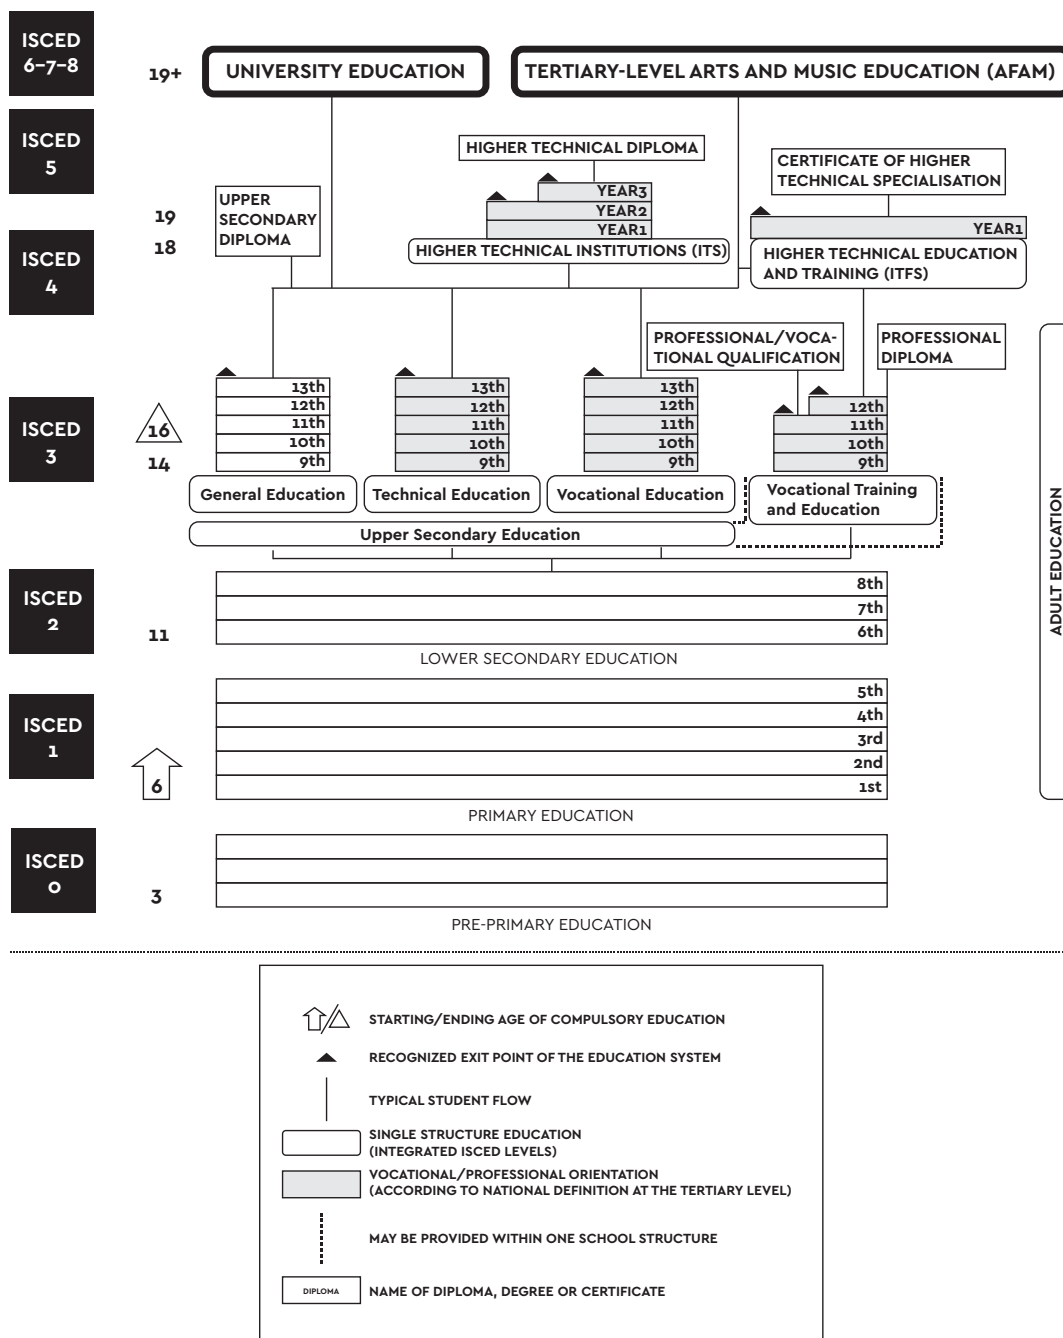 ISCED
6–7–8
19+
UNIVERSITY EDUCATION
TERTIARY-LEVEL ARTS AND MUSIC EDUCATION (AFAM)
ISCED
5
HIGHER TECHNICAL DIPLOMA
CERTIFICATE OF HIGHER
TECHNICAL SPECIALISATION
19
18
UPPER
SECONDARY
DIPLOMA
YEAR3
YEAR2
YEAR1
HIGHER TECHNICAL INSTITUTIONS (ITS)
YEAR1
HIGHER TECHNICAL EDUCATION
AND TRAINING (ITFS)
ISCED
4
PROFESSIONAL/VOCA-
TIONAL QUALIFICATION
PROFESSIONAL
DIPLOMA
ISCED
3
16
14
13th
12th
11th
10th
9th
General Education
13th
12th
11th
10th
9th
Technical Education
13th
12th
11th
10th
9th
Vocational Education
12th
11th
10th
9th
Vocational Training
and Education
Upper Secondary Education
ADULT EDUCATION
ISCED
2
11
8th
7th
6th
LOWER SECONDARY EDUCATION
ISCED
1
6
5th
4th
3rd
2nd
1st
PRIMARY EDUCATION
ISCED
0
3
PRE-PRIMARY EDUCATION
STARTING/ENDING AGE OF COMPULSORY EDUCATION
RECOGNIZED EXIT POINT OF THE EDUCATION SYSTEM
TYPICAL STUDENT FLOW
SINGLE STRUCTURE EDUCATION
(INTEGRATED ISCED LEVELS)
VOCATIONAL/PROFESSIONAL ORIENTATION
(ACCORDING TO NATIONAL DEFINITION AT THE TERTIARY LEVEL)
MAY BE PROVIDED WITHIN ONE SCHOOL STRUCTURE
DIPLOMA
NAME OF DIPLOMA, DEGREE OR CERTIFICATE